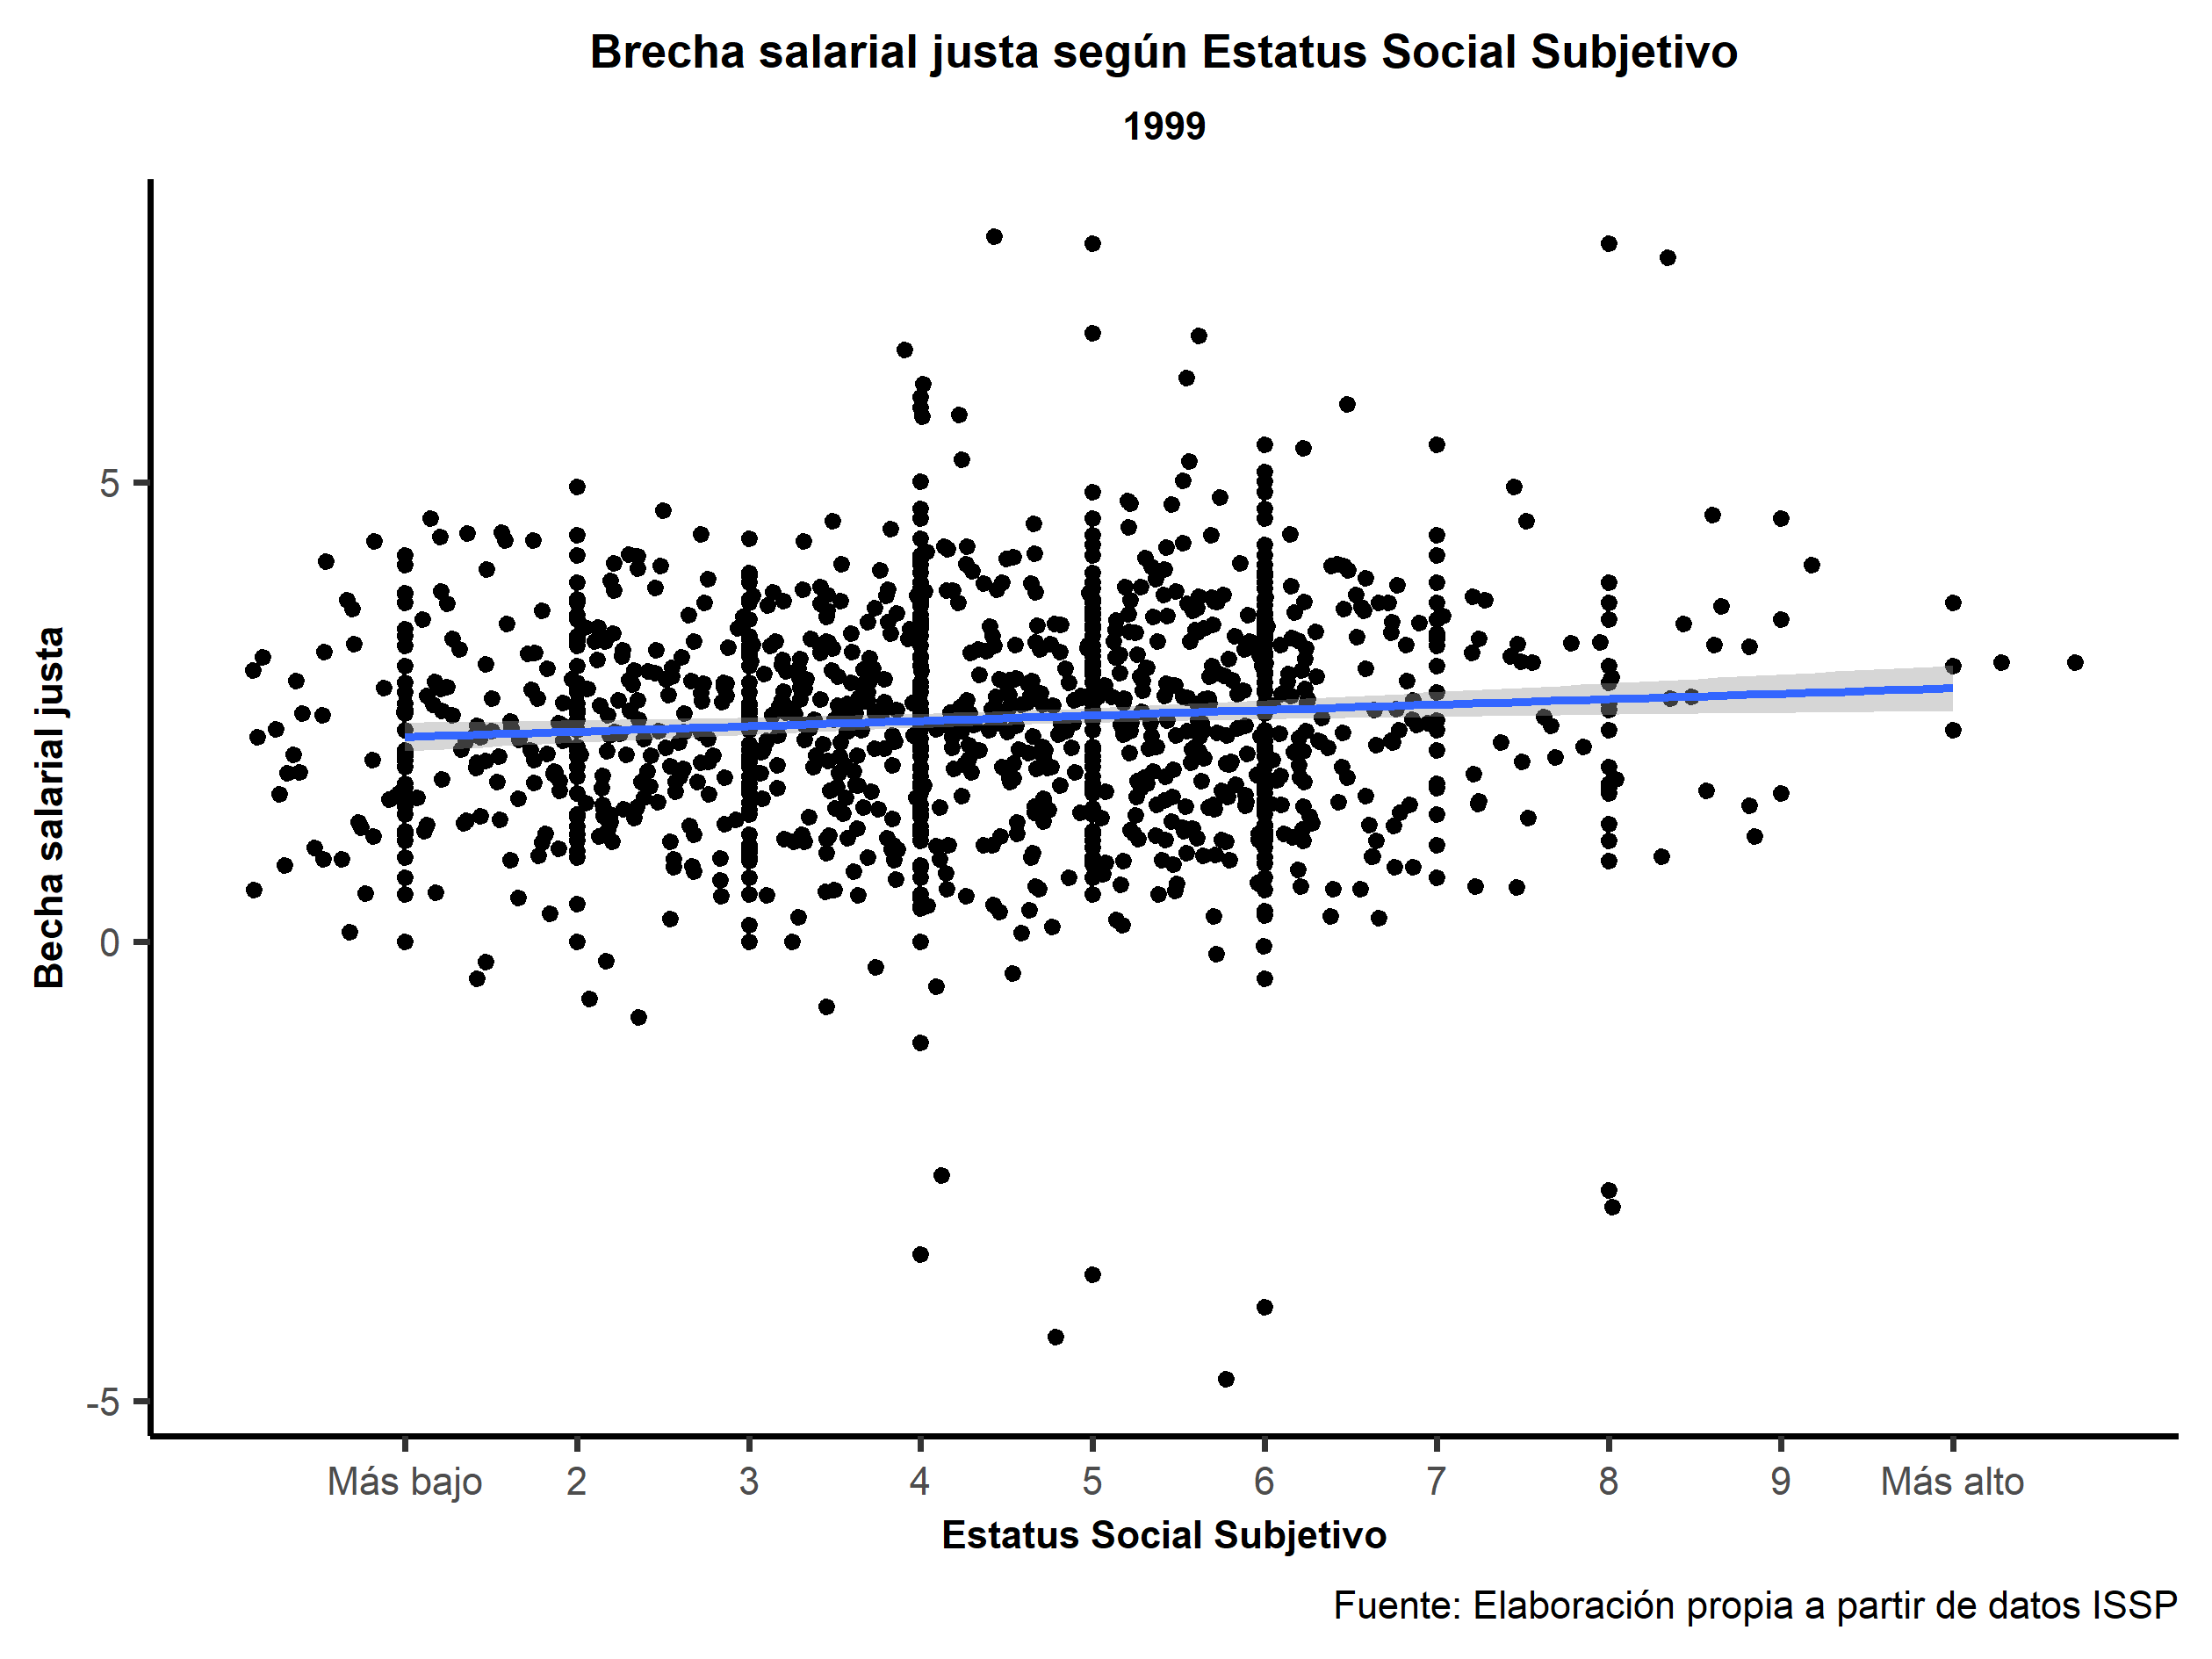 Brecha salarial justa según Estatus Social Subjetivo
1999
Becha salarial justa
5
0
-5
Más bajo 2 3 4 5 6 7 8 9 Más alto
Estatus Social Subjetivo
Fuente: Elaboración propia a partir de datos ISSP